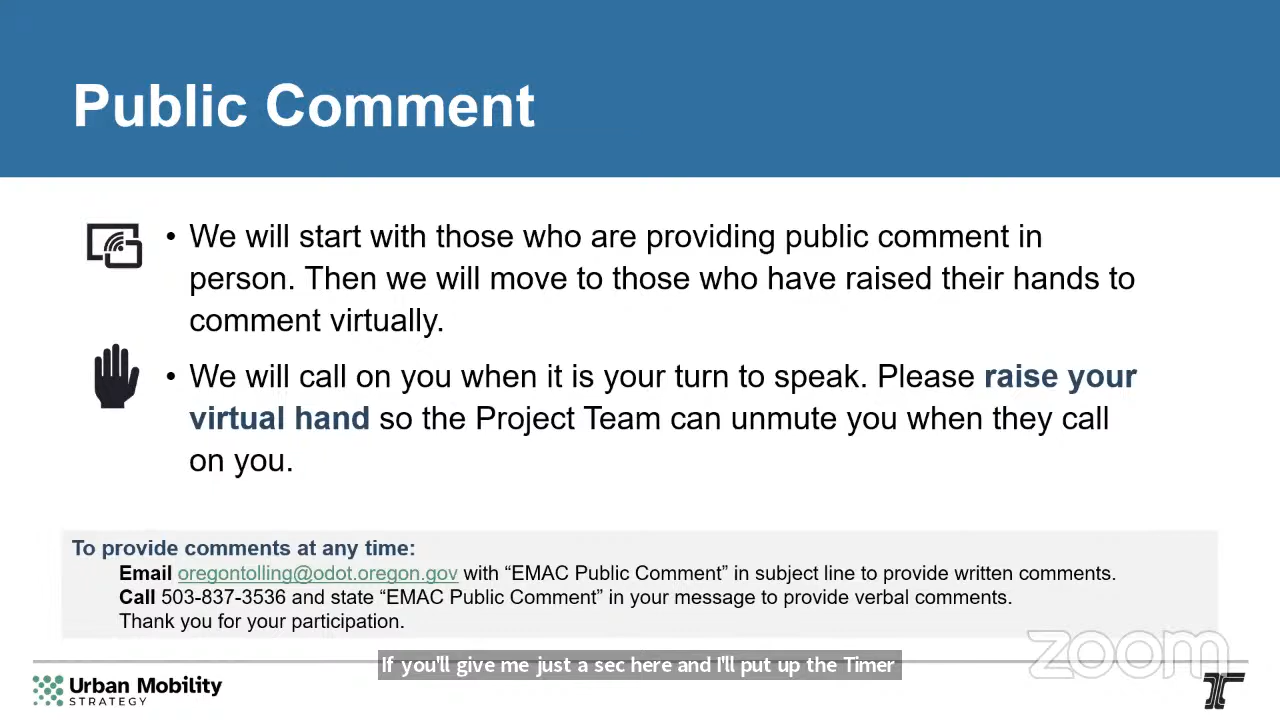 Public Comment
• We will start with those who are providing public comment in
person. Then we will move to those who have raised their hands to
comment virtually.
• We will call on you when it is your turn to speak. Please raise your
virtual hand so the Project Team can unmute you when they call
on you.
To provide comments at any time:
Email oregontolling@odot.oregon.gov with “EMAC Public Comment” in subject line to provide written comments.
Call 503-837-3536 and state “EMAC Public Comment” in your message to provide verbal comments.
Thank you for your participation.
zoom
If you'll give me just a sec here and I'll put up the Timer
Urban Mobility
STRATEGY